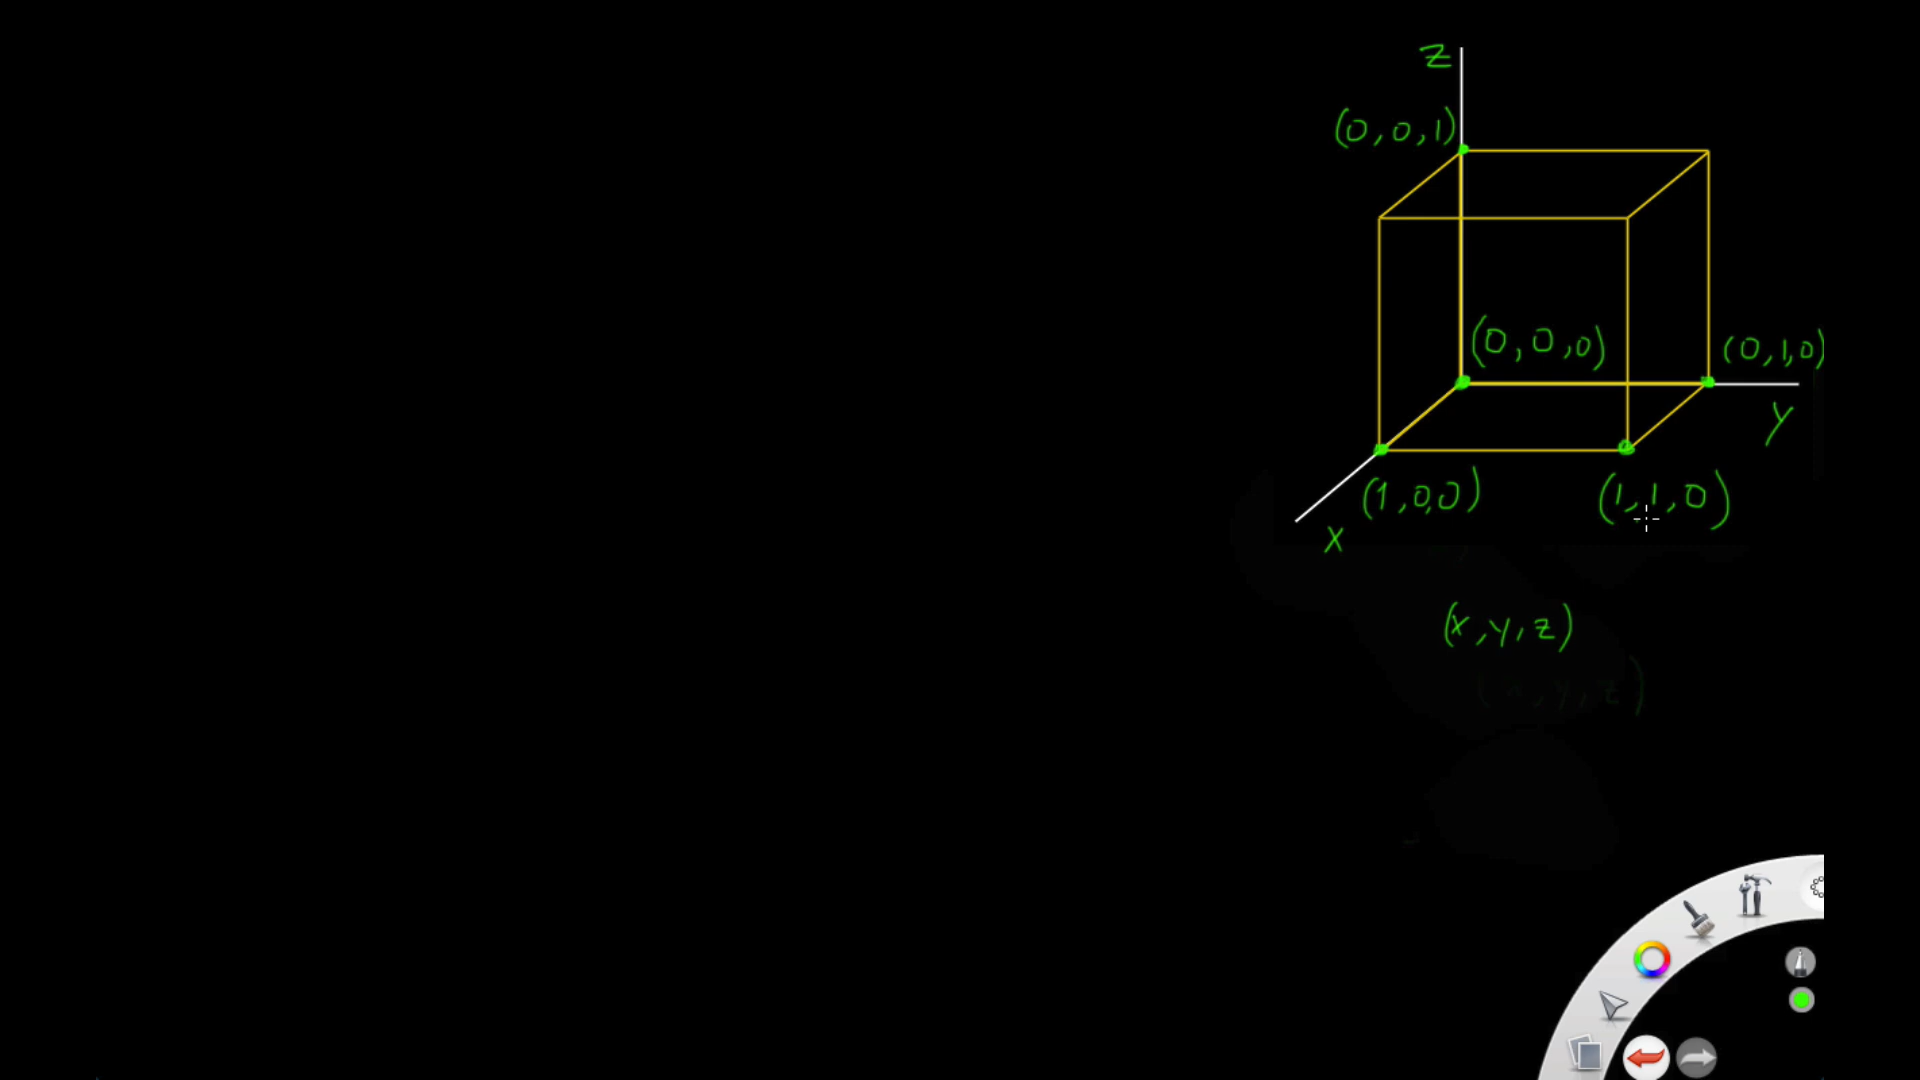 z
(0,0,1)
(0,0,0)
(0,1,0)
y
(1,0,0)
(1,1,0)
x
(x,y,z)
(x,y,z)